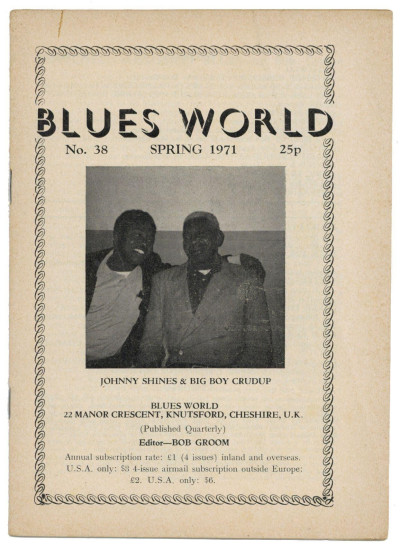 BLUES WORLD
No. 38 SPRING 1971 25p
JOHNNY SHINES & BIG BOY CRUDUP
BLUES WORLD
22 MANOR CRESCENT, KNUTSFORD, CHESHIRE, U.K.
(Published Quarterly)
Editor—BOB GROOM
Annual subscription rate: £1 (4 issues) inland and overseas.
U.S.A. only: $3 4-issue airmail subscription outside Europe:
£2. U.S.A. only: $6.